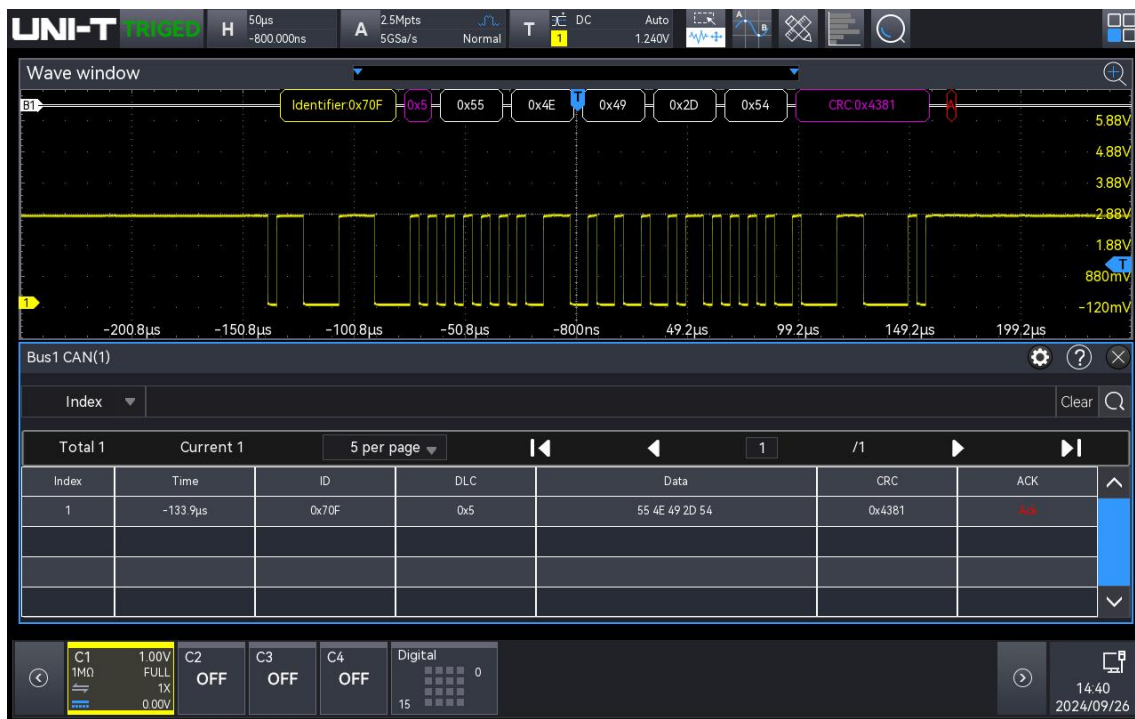 UNI-T TRIGED H 50μs -800.000ns A 2.5Mpts 5GSa/s Normal T 1 DC Auto 1.240V A B
Wave window
B1 Identifier:0x70F 0x5 0x55 0x4E T 0x49 0x2D 0x54 CRC:0x4381 A
5.88V
4.88V
3.88V
2.88V
1.88V
T
880mV
1
-120mV
-200.8μs -150.8μs -100.8μs -50.8μs -800ns 49.2μs 99.2μs 149.2μs 199.2μs
Bus1 CAN(1) ?
Index Clear
Total 1 Current 1 5 per page 1 /1
Index Time ID DLC Data CRC ACK
1 -133.9μs 0x70F 0x5 55 4E 49 2D 54 0x4381 Ack
C1 1.00V C2 C3 C4 Digital
1MΩ FULL OFF OFF OFF 0
1X 14:40
0.00V 15 2024/09/26